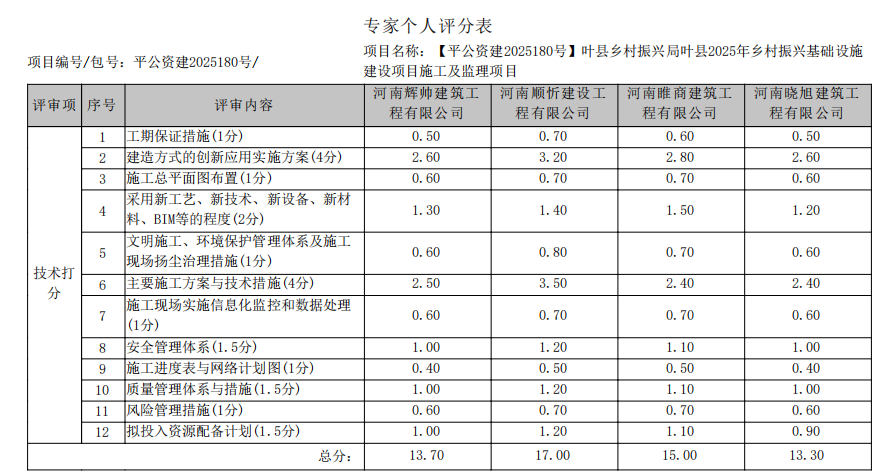 专家个人评分表
项目编号/包号：平公资建2025180号/
项目名称：【平公资建2025180号】叶县乡村振兴局叶县2025年乡村振兴基础设施
建设项目施工及监理项目
评审项 序号 评审内容 河南辉帅建筑工程有限公司 河南顺忻建设工程有限公司 河南睢商建筑工程有限公司 河南晓旭建筑工程有限公司
技术打分
1 工期保证措施(1分) 0.50 0.70 0.60 0.50
2 建造方式的创新应用实施方案(4分) 2.60 3.20 2.80 2.60
3 施工总平面图布置(1分) 0.60 0.70 0.70 0.60
4 采用新工艺、新技术、新设备、新材
料、BIM等的程度(2分) 1.30 1.40 1.50 1.20
5 文明施工、环境保护管理体系及施工
现场扬尘治理措施(1分) 0.60 0.80 0.70 0.60
6 主要施工方案与技术措施(4分) 2.50 3.50 2.40 2.40
7 施工现场实施信息化监控和数据处理
(1分) 0.60 0.70 0.70 0.60
8 安全管理体系(1.5分) 1.00 1.20 1.10 1.00
9 施工进度表与网络计划图(1分) 0.40 0.50 0.50 0.40
10 质量管理体系与措施(1.5分) 1.00 1.20 1.10 1.00
11 风险管理措施(1分) 0.60 0.70 0.70 0.60
12 拟投入资源配备计划(1.5分) 1.00 1.20 1.10 0.90
总分： 13.70 17.00 15.00 13.30